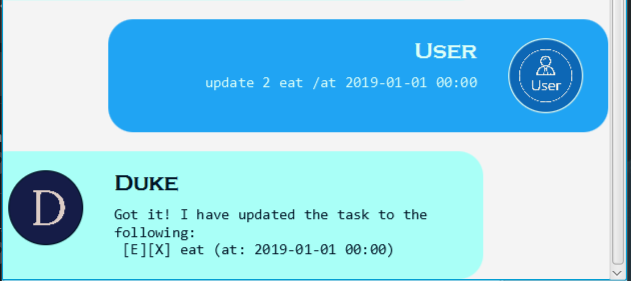 User
update 2 eat /at 2019-01-01 00:00
User
D
Duke
Got it! I have updated the task to the
following:
[E][X] eat (at: 2019-01-01 00:00)